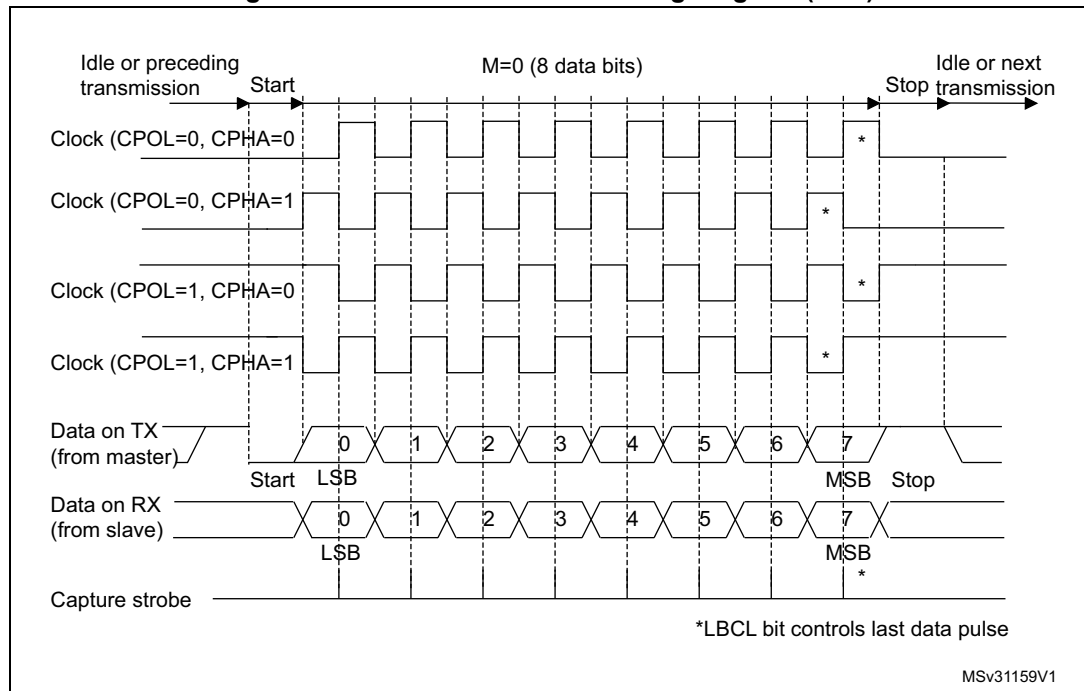 Idle or preceding
transmission
Start
M=0 (8 data bits)
Stop
Idle or next
transmission
Clock (CPOL=0, CPHA=0
*
Clock (CPOL=0, CPHA=1
*
Clock (CPOL=1, CPHA=0
*
Clock (CPOL=1, CPHA=1
*
Data on TX
(from master)
0 1 2 3 4 5 6 7
Start LSB MSB Stop
Data on RX
(from slave)
0 1 2 3 4 5 6 7
LSB MSB
*
Capture strobe
*LBCL bit controls last data pulse
MSv31159V1